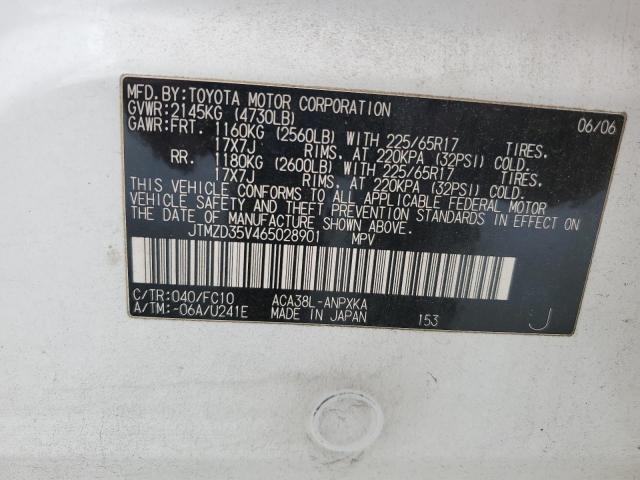 MFD.BY:TOYOTA MOTOR CORPORATION 06/06
GVWR:2145KG (4730LB)
GAWR:FRT. 1160KG (2560LB) WITH 225/65R17 TIRES.
17X7J RIMS. AT 220KPA (32PSI) COLD.
RR. 1180KG (2600LB) WITH 225/65R17 TIRES.
17X7J RIMS, AT 220KPA (32PSI) COLD.
THIS VEHICLE CONFORMS TO ALL APPLICABLE FEDERAL MOTOR
VEHICLE SAFETY AND THEFT PREVENTION STANDARDS IN EFFECT
ON THE DATE OF MANUFACTURE SHOWN ABOVE.
JTMZD35V465028901 MPV
C/TR:040/FC10 ACA38L-ANPXKA
A/TM:-06A/U241E MADE IN JAPAN 153 J